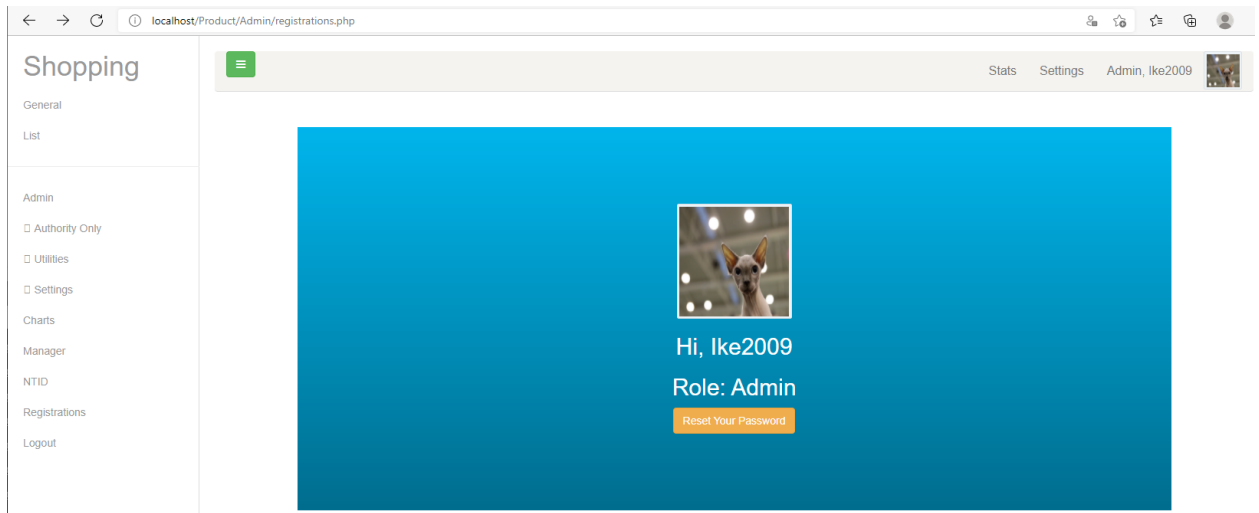 localhost/Product/Admin/registrations.php
Shopping
General
List
Admin
Authority Only
Utilities
Settings
Charts
Manager
NTID
Registrations
Logout
Stats Settings Admin, Ike2009
Hi, Ike2009
Role: Admin
Reset Your Password